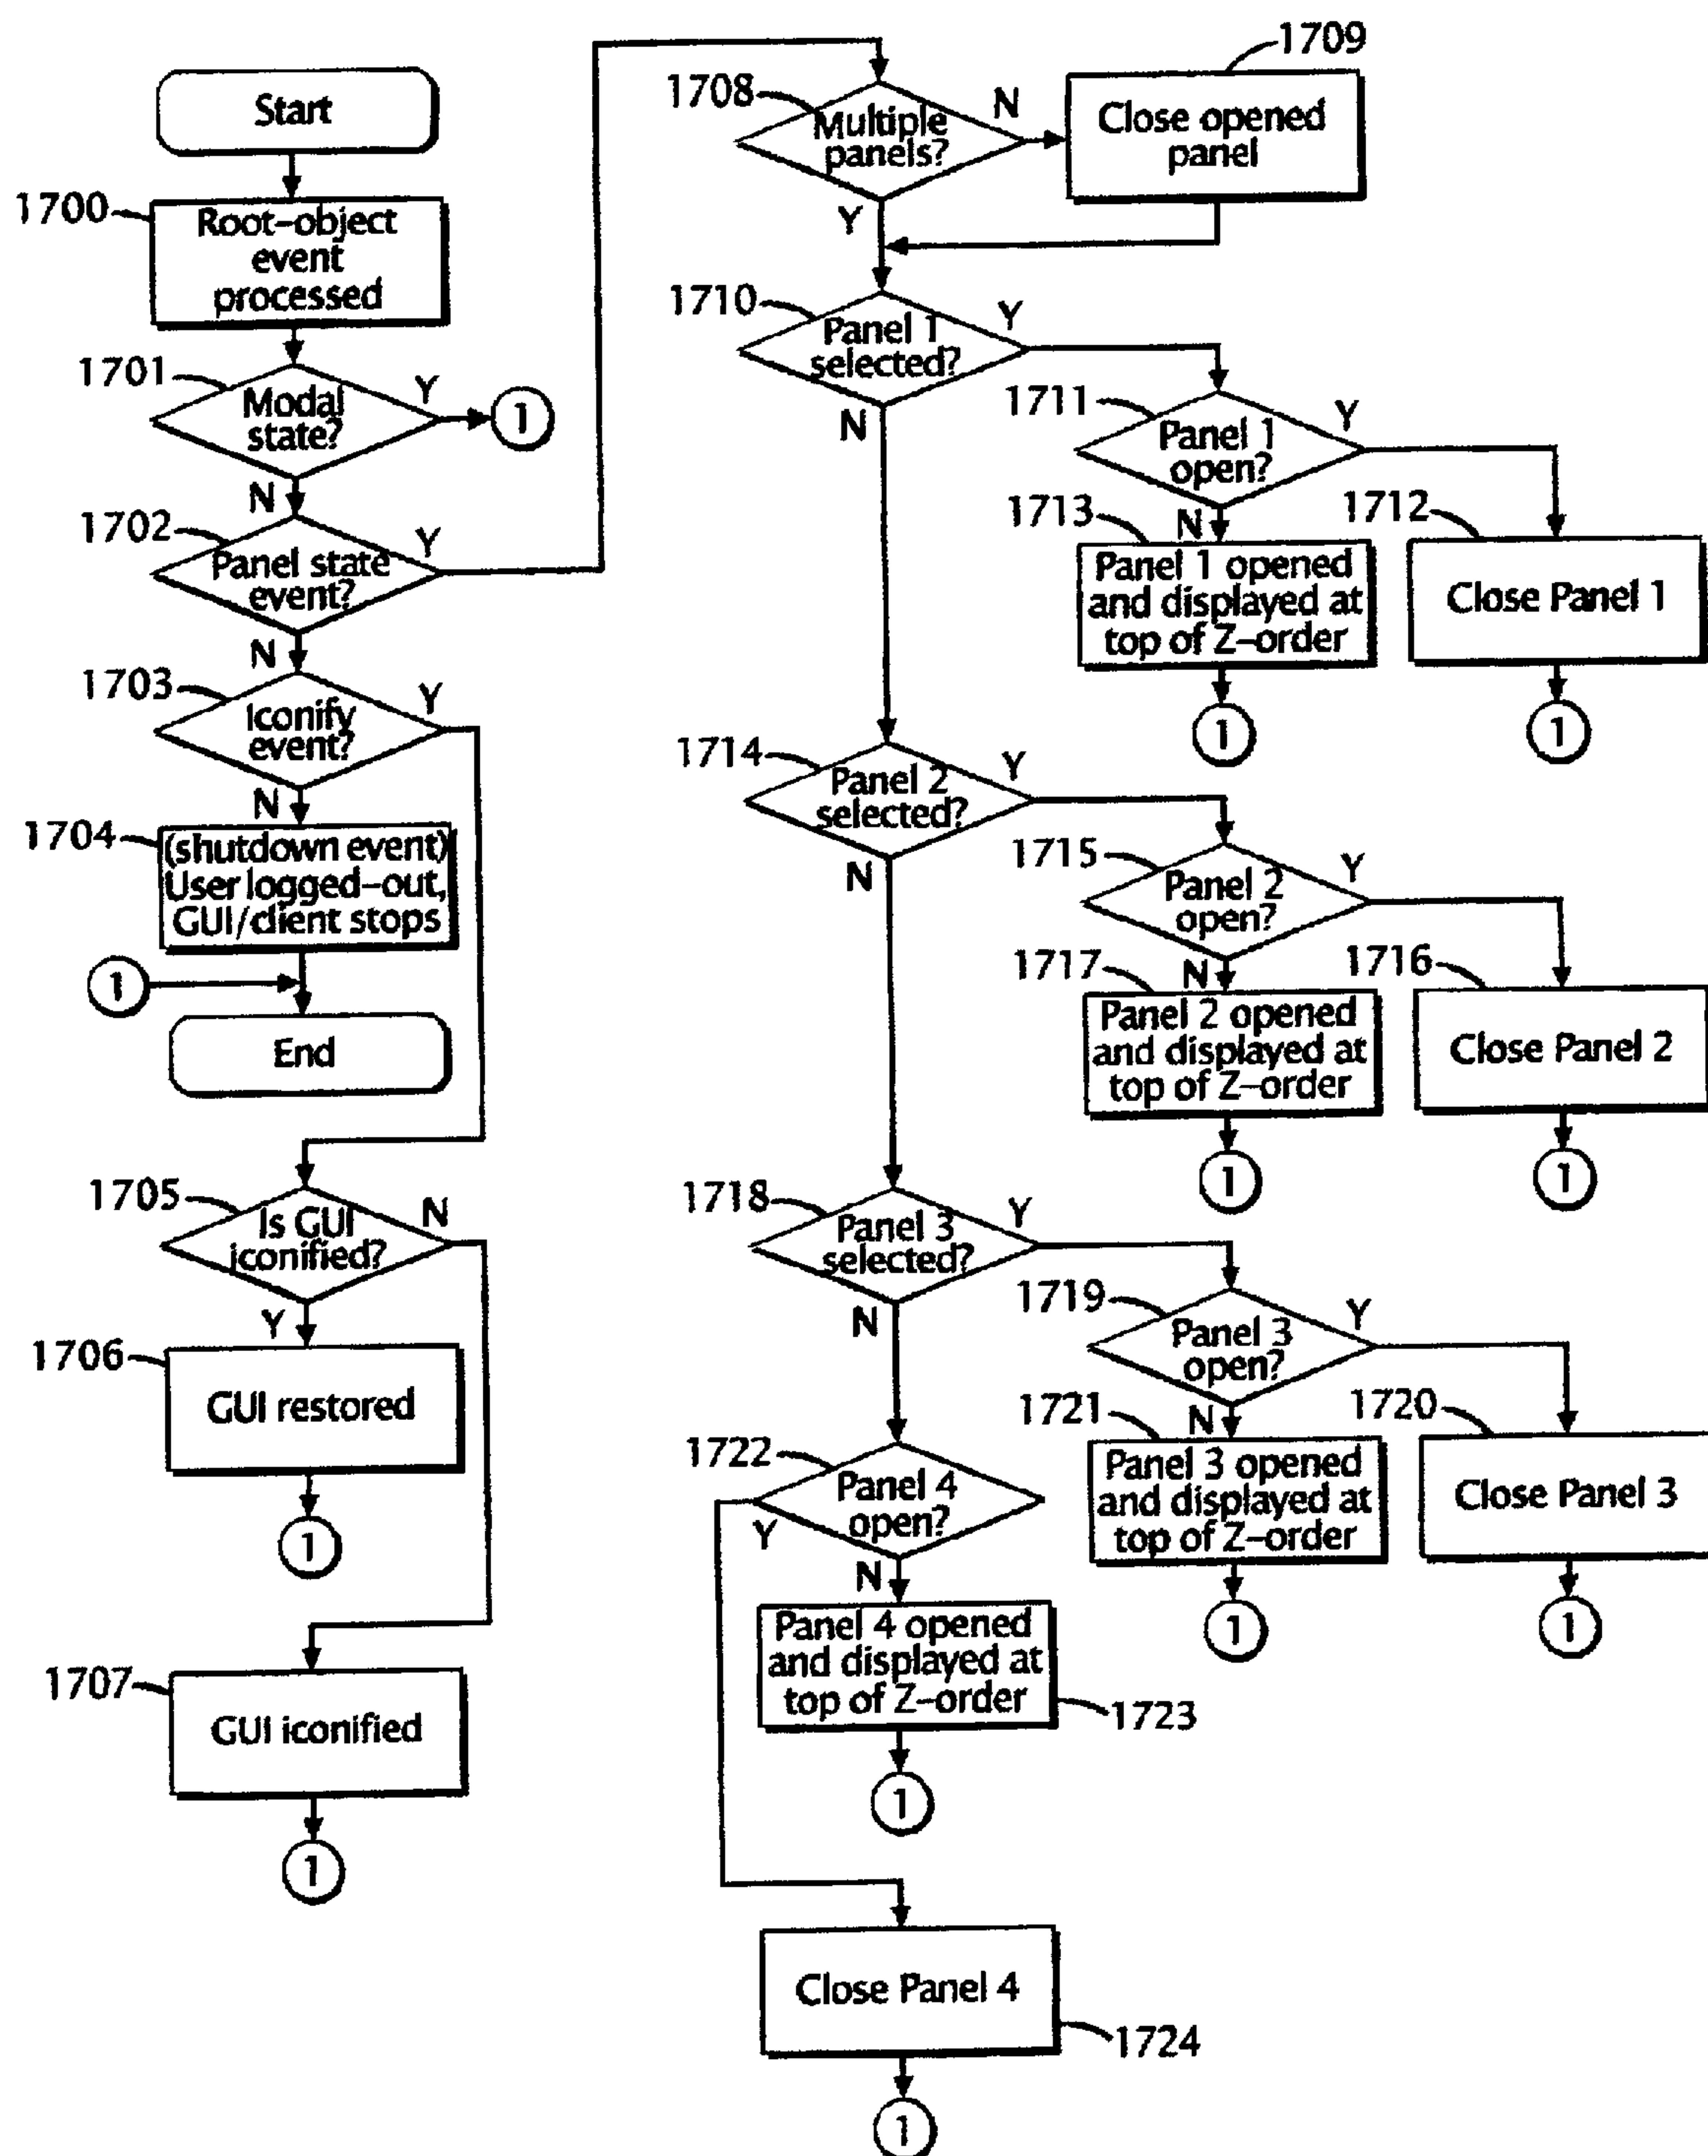 Start
1700
Root-object
event
processed
1701
Modal
state?
Y
1
N
1702
Panel state
event?
Y
N
1703
Iconify
event?
Y
N
1704
(shutdown event)
User logged-out,
GUI/client stops
1
End
1705
Is GUI
iconified?
N
Y
1706
GUI restored
1
1707
GUI iconified
1
1708
Multiple
panels?
N
Y
1709
Close opened
panel
1710
Panel 1
selected?
Y
N
1711
Panel 1
open?
Y
N
1713
Panel 1 opened
and displayed at
top of Z-order
1
1712
Close Panel 1
1
1714
Panel 2
selected?
Y
N
1715
Panel 2
open?
Y
N
1717
Panel 2 opened
and displayed at
top of Z-order
1
1716
Close Panel 2
1
1718
Panel 3
selected?
Y
N
1719
Panel 3
open?
Y
N
1721
Panel 3 opened
and displayed at
top of Z-order
1
1720
Close Panel 3
1
1722
Panel 4
open?
Y
N
Panel 4 opened
and displayed at
top of Z-order
1723
1
Close Panel 4
1724
1